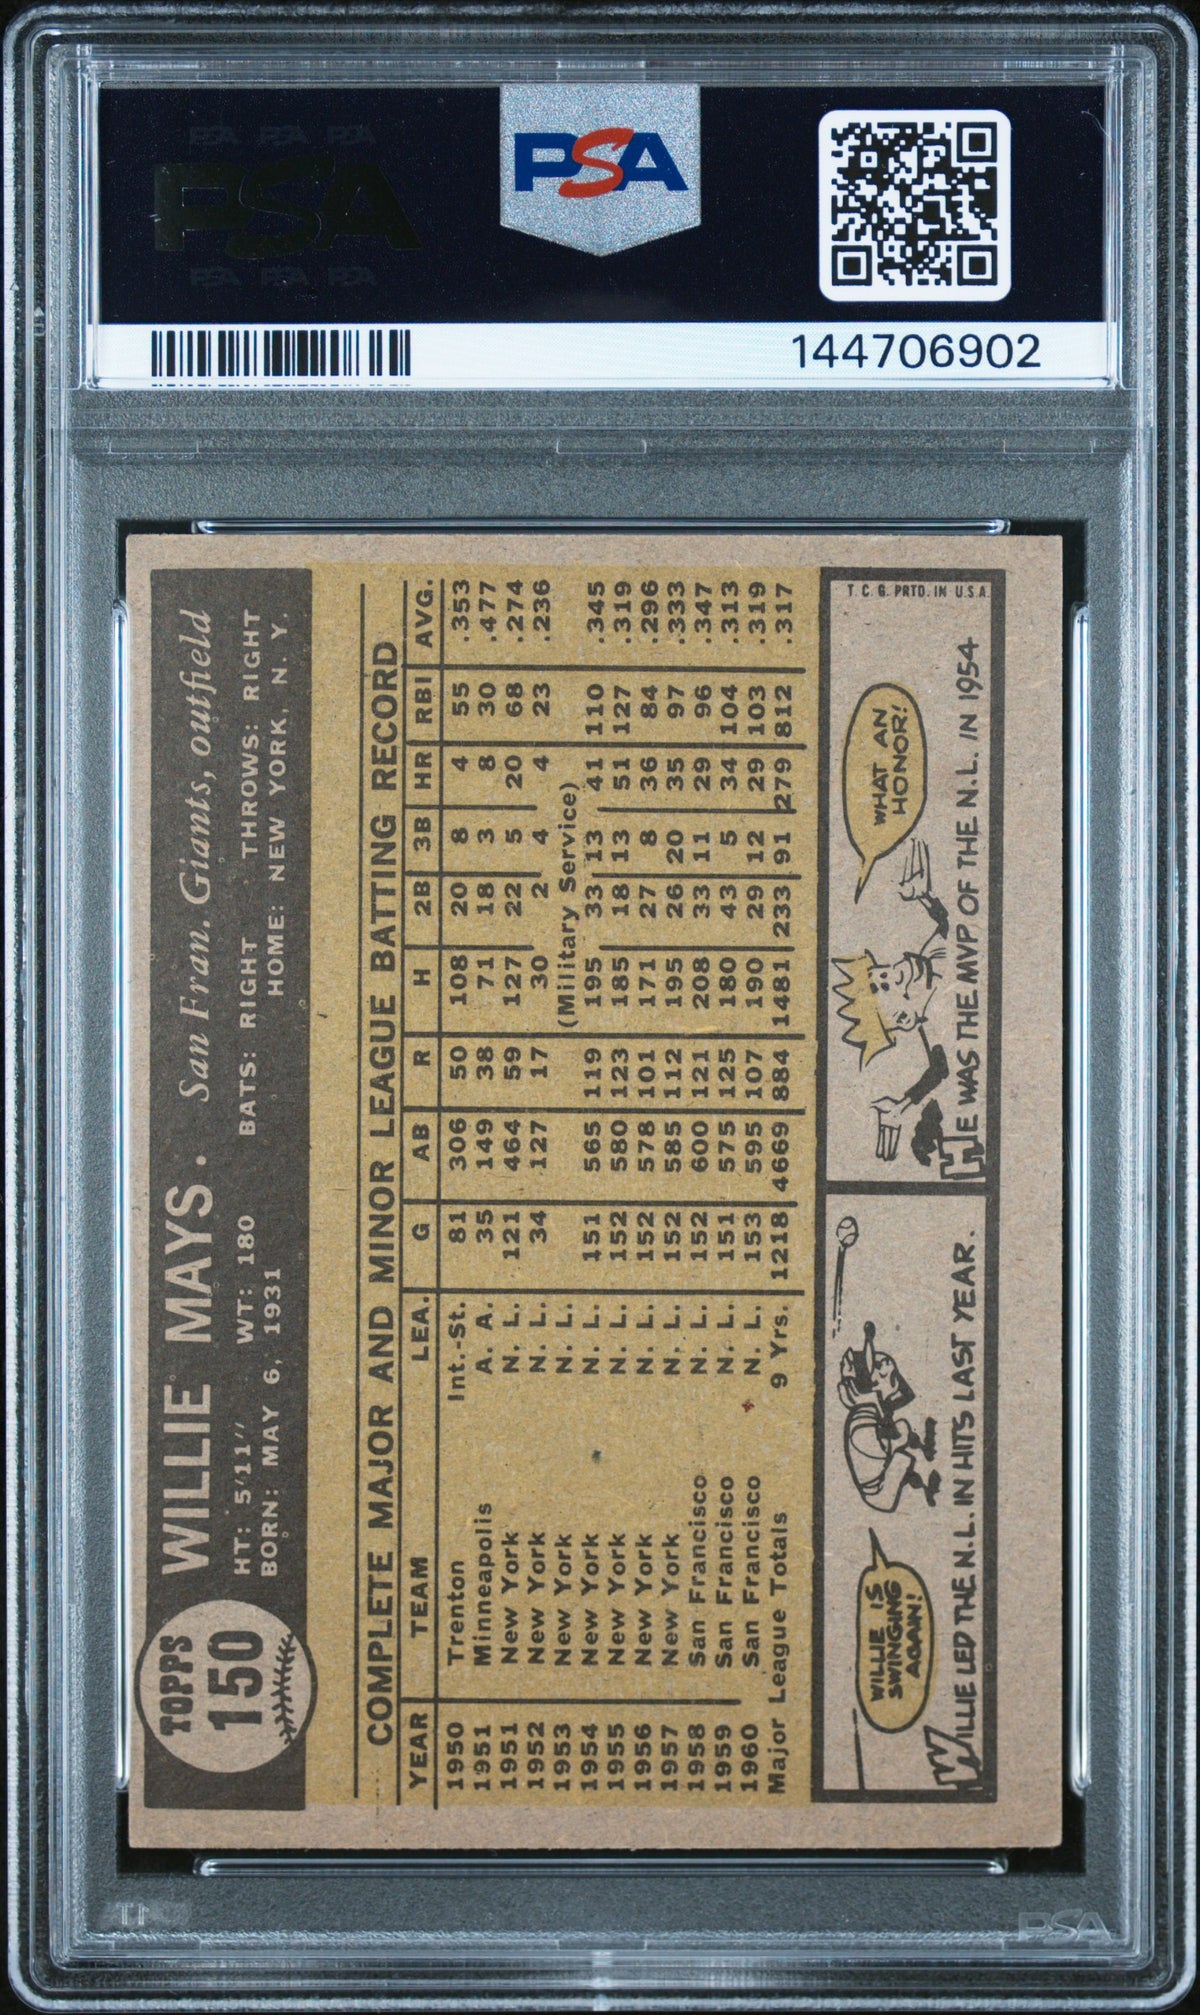 PSA PSA PSA
PSA
PSA PSA PSA
PSA
144706902
TOPPS
150
WILLIE MAYS • San Fran. Giants, outfield
HT: 5'11" WT: 180 BATS: RIGHT THROWS: RIGHT
BORN: MAY 6, 1931 HOME: NEW YORK, N. Y.
COMPLETE MAJOR AND MINOR LEAGUE BATTING RECORD
YEAR TEAM LEA. G AB R H 2B 3B HR RBI AVG.
1950 Trenton Int.-St. 81 306 50 108 20 8 4 55 .353
1951 Minneapolis A. A. 35 149 38 71 18 3 8 30 .477
1951 New York N. L. 121 464 59 127 22 5 20 68 .274
1952 New York N. L. 34 127 17 30 2 4 4 23 .236
1953 New York N. L. (Military Service)
1954 New York N. L. 151 565 119 195 33 13 41 110 .345
1955 New York N. L. 152 580 123 185 18 13 51 127 .319
1956 New York N. L. 152 578 101 171 27 8 36 84 .296
1957 New York N. L. 152 585 112 195 26 20 35 97 .333
1958 San Francisco N. L. 152 600 121 208 33 11 29 96 .347
1959 San Francisco N. L. 151 575 125 180 43 5 34 104 .313
1960 San Francisco N. L. 153 595 107 190 29 12 29 103 .319
Major League Totals 9 Yrs. 1218 4669 884 1481 233 91 279 812 .317
WILLIE IS
SWINGING
AGAIN!
WILLIE LED THE N.L. IN HITS LAST YEAR.
WHAT AN
HONOR!
HE WAS THE MVP OF THE N.L. IN 1954
T. C. G. PRTD. IN U.S.A.
PSA